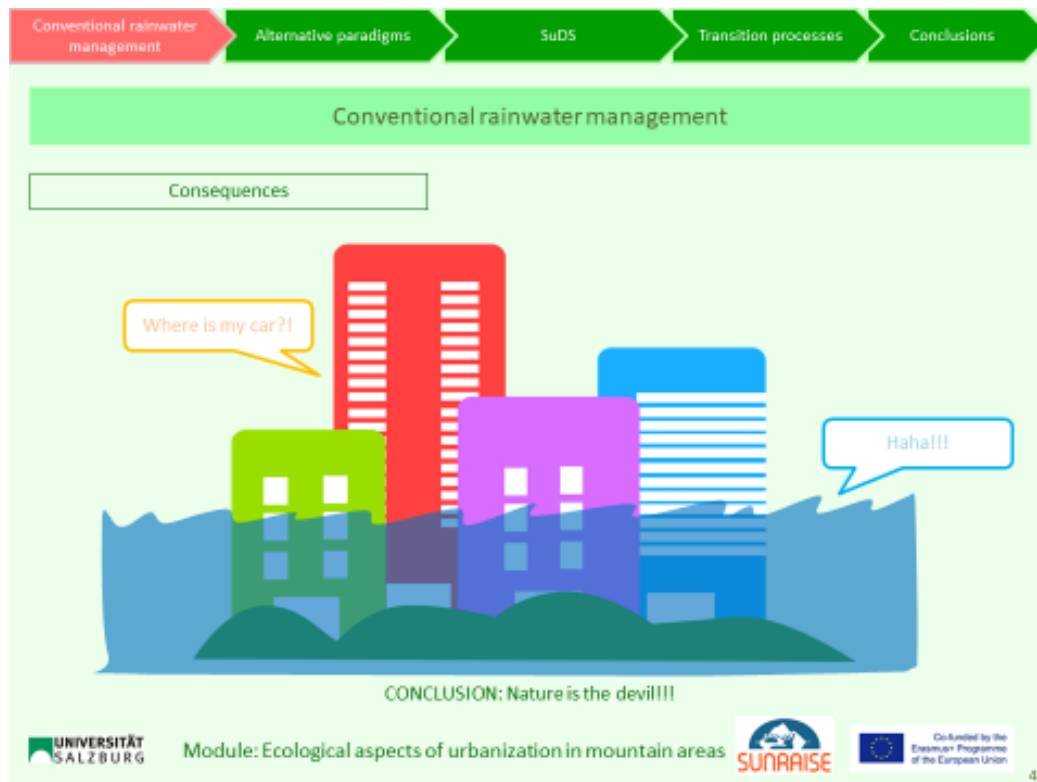 Conventional rainwater
management
Alternative paradigms
SuDS
Transition processes
Conclusions
Conventional rainwater management
Consequences
Where is my car?!
Haha!!!
CONCLUSION: Nature is the devil!!!
UNIVERSITÄT
SALZBURG
Module: Ecological aspects of urbanization in mountain areas
SUNRAISE
Co-funded by the
Erasmus+ Programme
of the European Union
4